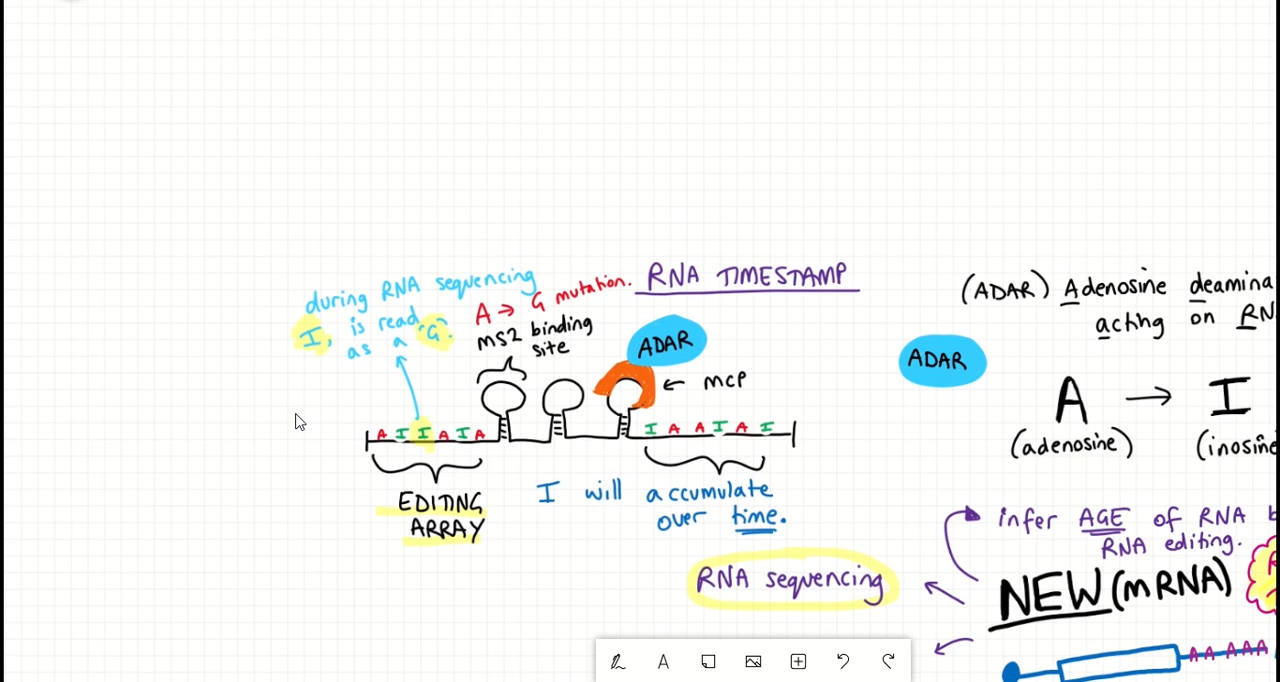 during RNA sequencing
I, is read
as a "G".
A → G mutation.
RNA TIMESTAMP
MS2 binding
site
ADAR
← MCP
A I I A I A
I A A I A I
EDITING
ARRAY
I will accumulate
over time.
RNA sequencing
(ADAR) Adenosine deamina
acting on RN
ADAR
A → I
(adenosine) (inosine
infer AGE of RNA b
RNA editing.
NEW (mRNA)
AA AAA